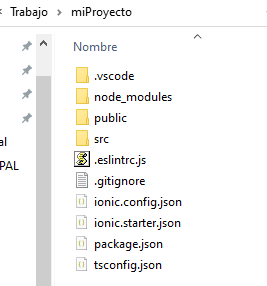 Trabajo > miProyecto
Nombre
.vscode
node_modules
public
src
.eslintrc.js
.gitignore
al
ionic.config.json
PAL
ionic.starter.json
package.json
tsconfig.json